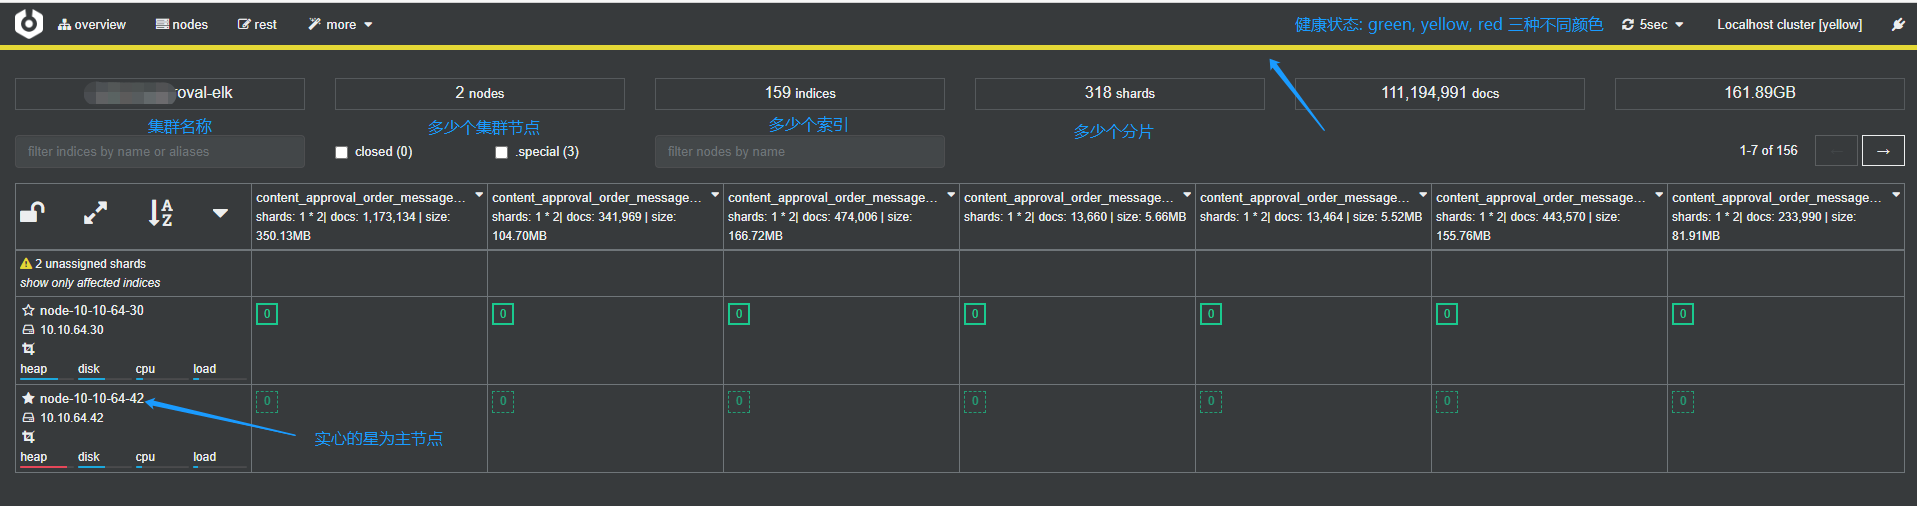 overview nodes rest more 健康状态: green, yellow, red 三种不同颜色 5sec Localhost cluster [yellow]
roval-elk 2 nodes 159 indices 318 shards 111,194,991 docs 161.89GB
集群名称 多少个集群节点 多少个索引 多少个分片
filter indices by name or aliases closed (0) .special (3) filter nodes by name 1-7 of 156
content_approval_order_message... content_approval_order_message... content_approval_order_message... content_approval_order_message... content_approval_order_message... content_approval_order_message... content_approval_order_message...
shards: 1 * 2| docs: 1,173,134 | size: shards: 1 * 2| docs: 341,969 | size: shards: 1 * 2| docs: 474,006 | size: shards: 1 * 2| docs: 13,660 | size: 5.66MB shards: 1 * 2| docs: 13,464 | size: 5.52MB shards: 1 * 2| docs: 443,570 | size: shards: 1 * 2| docs: 233,990 | size:
350.13MB 104.70MB 166.72MB 155.76MB 81.91MB
2 unassigned shards
show only affected indices
node-10-10-64-30 0 0 0 0 0 0 0
10.10.64.30
heap disk cpu load
node-10-10-64-42 0 0 0 0 0 0 0
10.10.64.42
实心的星为主节点
heap disk cpu load